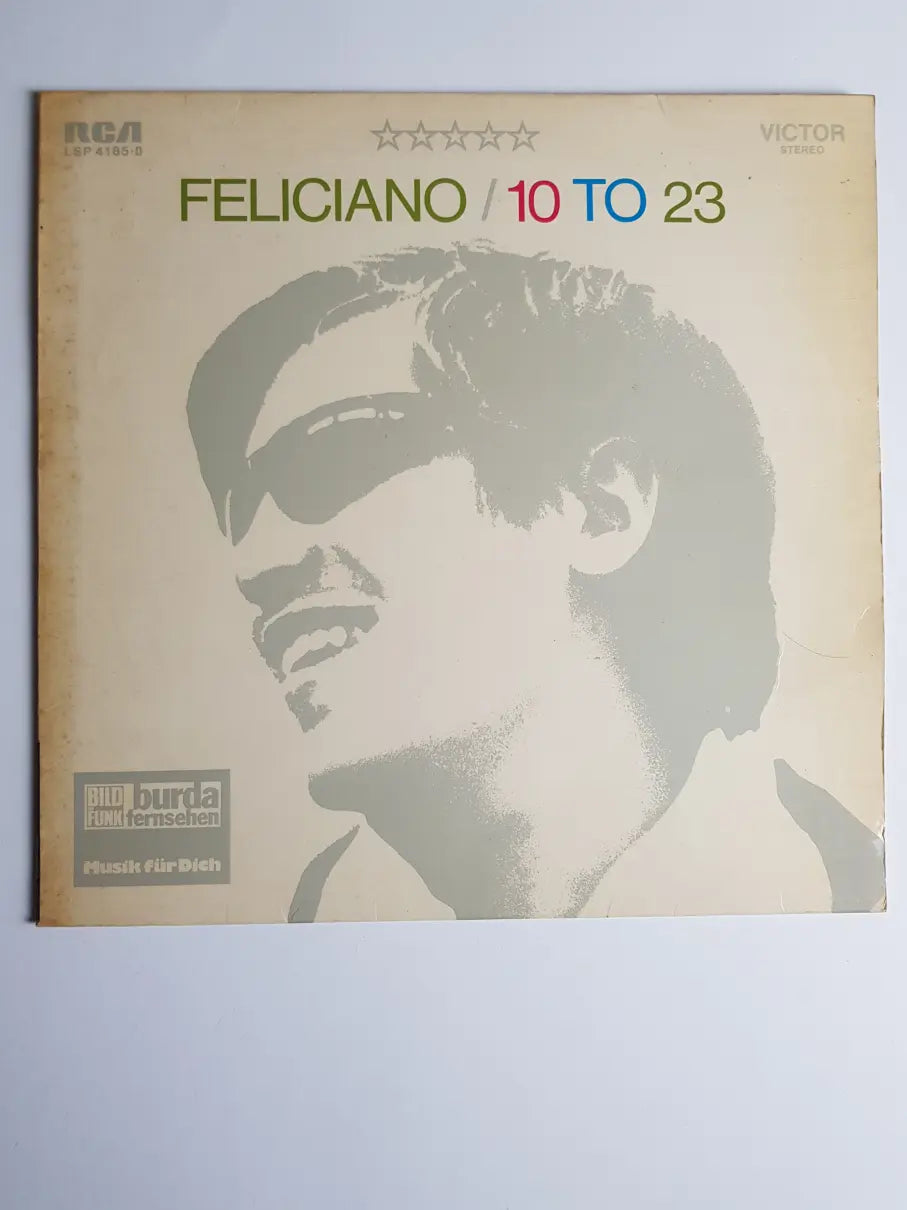 RCA
LSP 4185-D
VICTOR
STEREO
FELICIANO / 10 TO 23
BILD
FUNK
burda
fernsehen
Musik für Dich